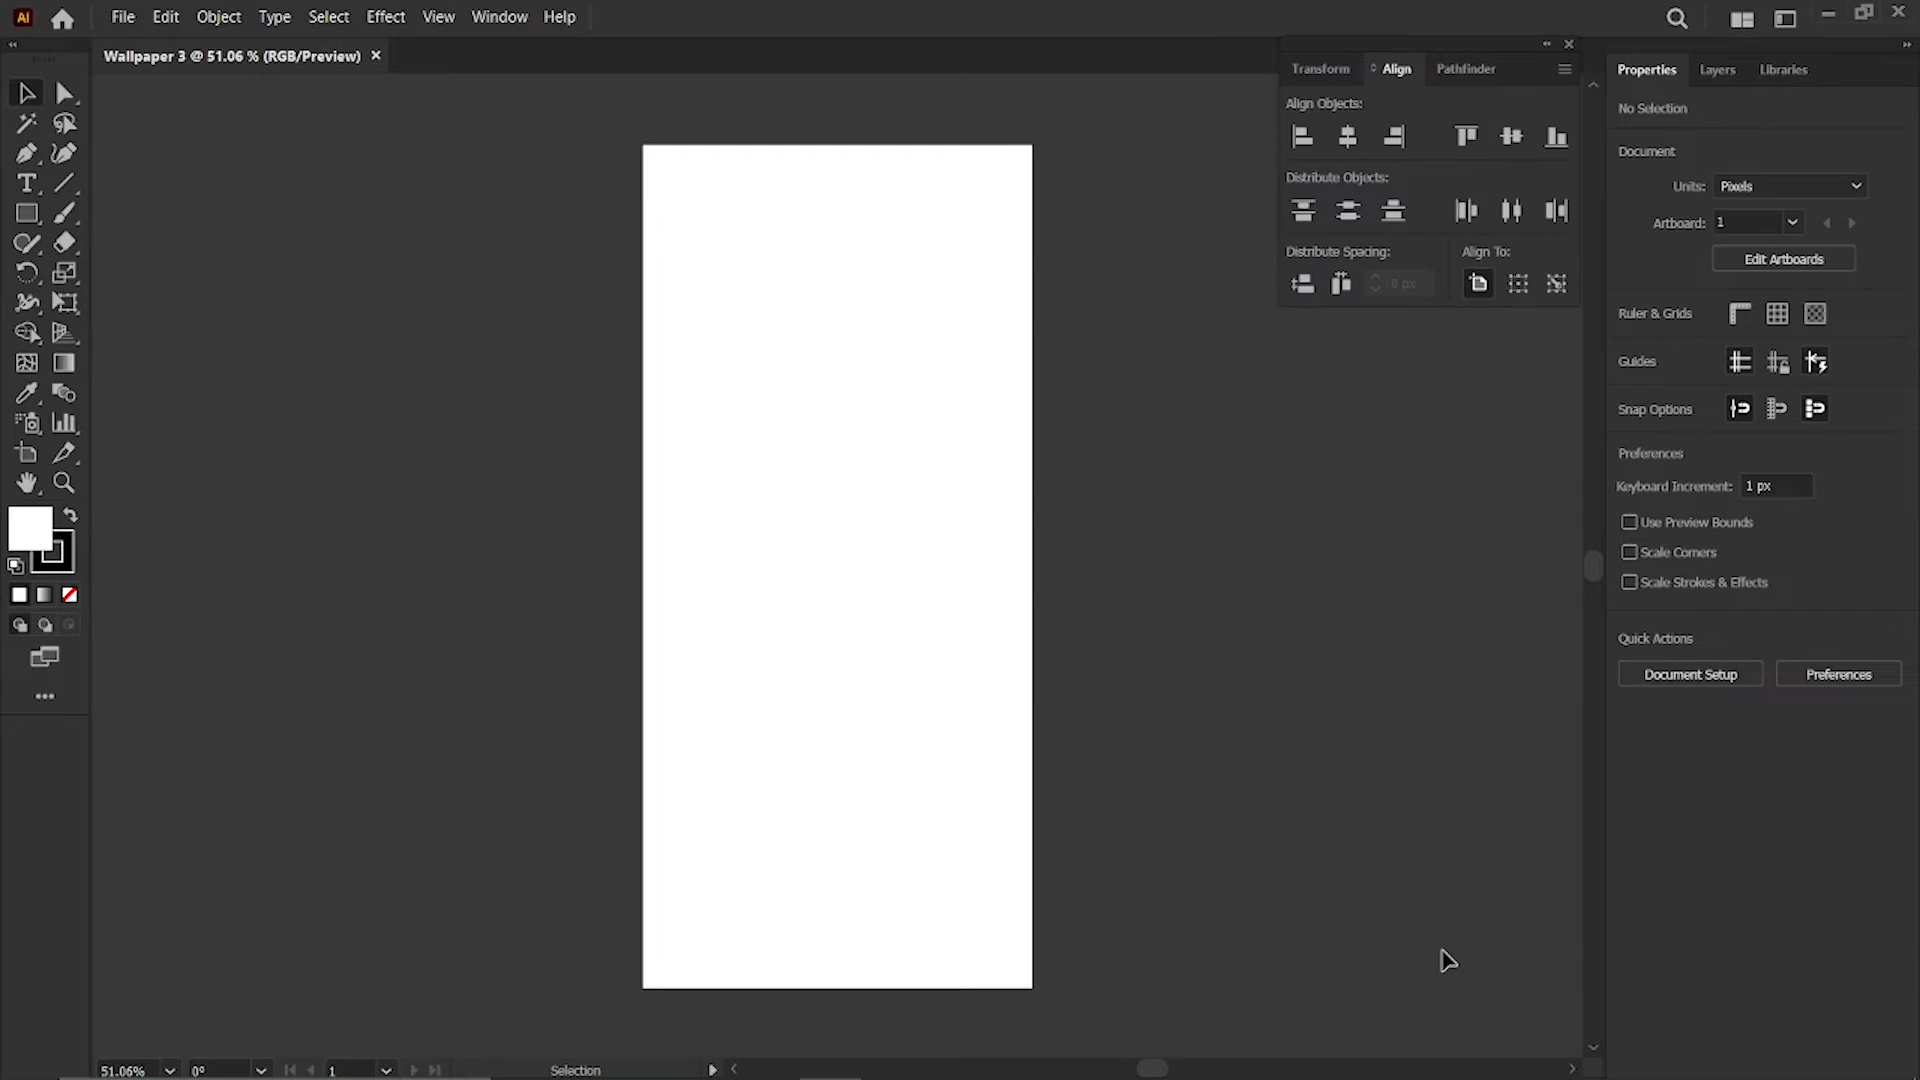 Ai File Edit Object Type Select Effect View Window Help
Wallpaper 3 @ 51.06 % (RGB/Preview) ×
Transform Align Pathfinder
Properties Layers Libraries
Align Objects:
No Selection
Document
Distribute Objects:
Units: Pixels
Artboard: 1
Distribute Spacing: Align To:
Edit Artboards
0 px
Ruler & Grids
Guides
Snap Options
Preferences
Keyboard Increment: 1 px
Use Preview Bounds
Scale Corners
Scale Strokes & Effects
Quick Actions
Document Setup Preferences
51.06% 0° 1 Selection